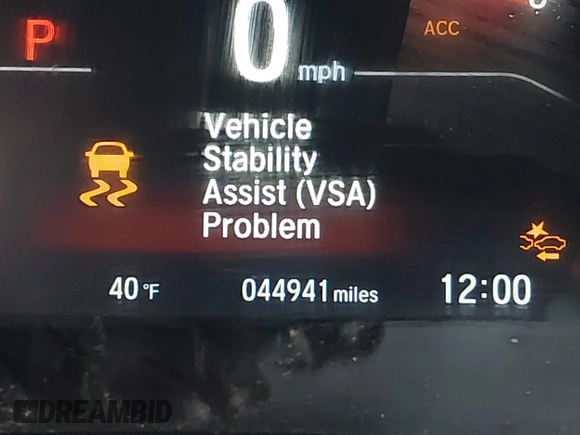 P
0
mph
ACC
Vehicle
Stability
Assist (VSA)
Problem
40 °F
044941 miles
12:00
DREAMBID